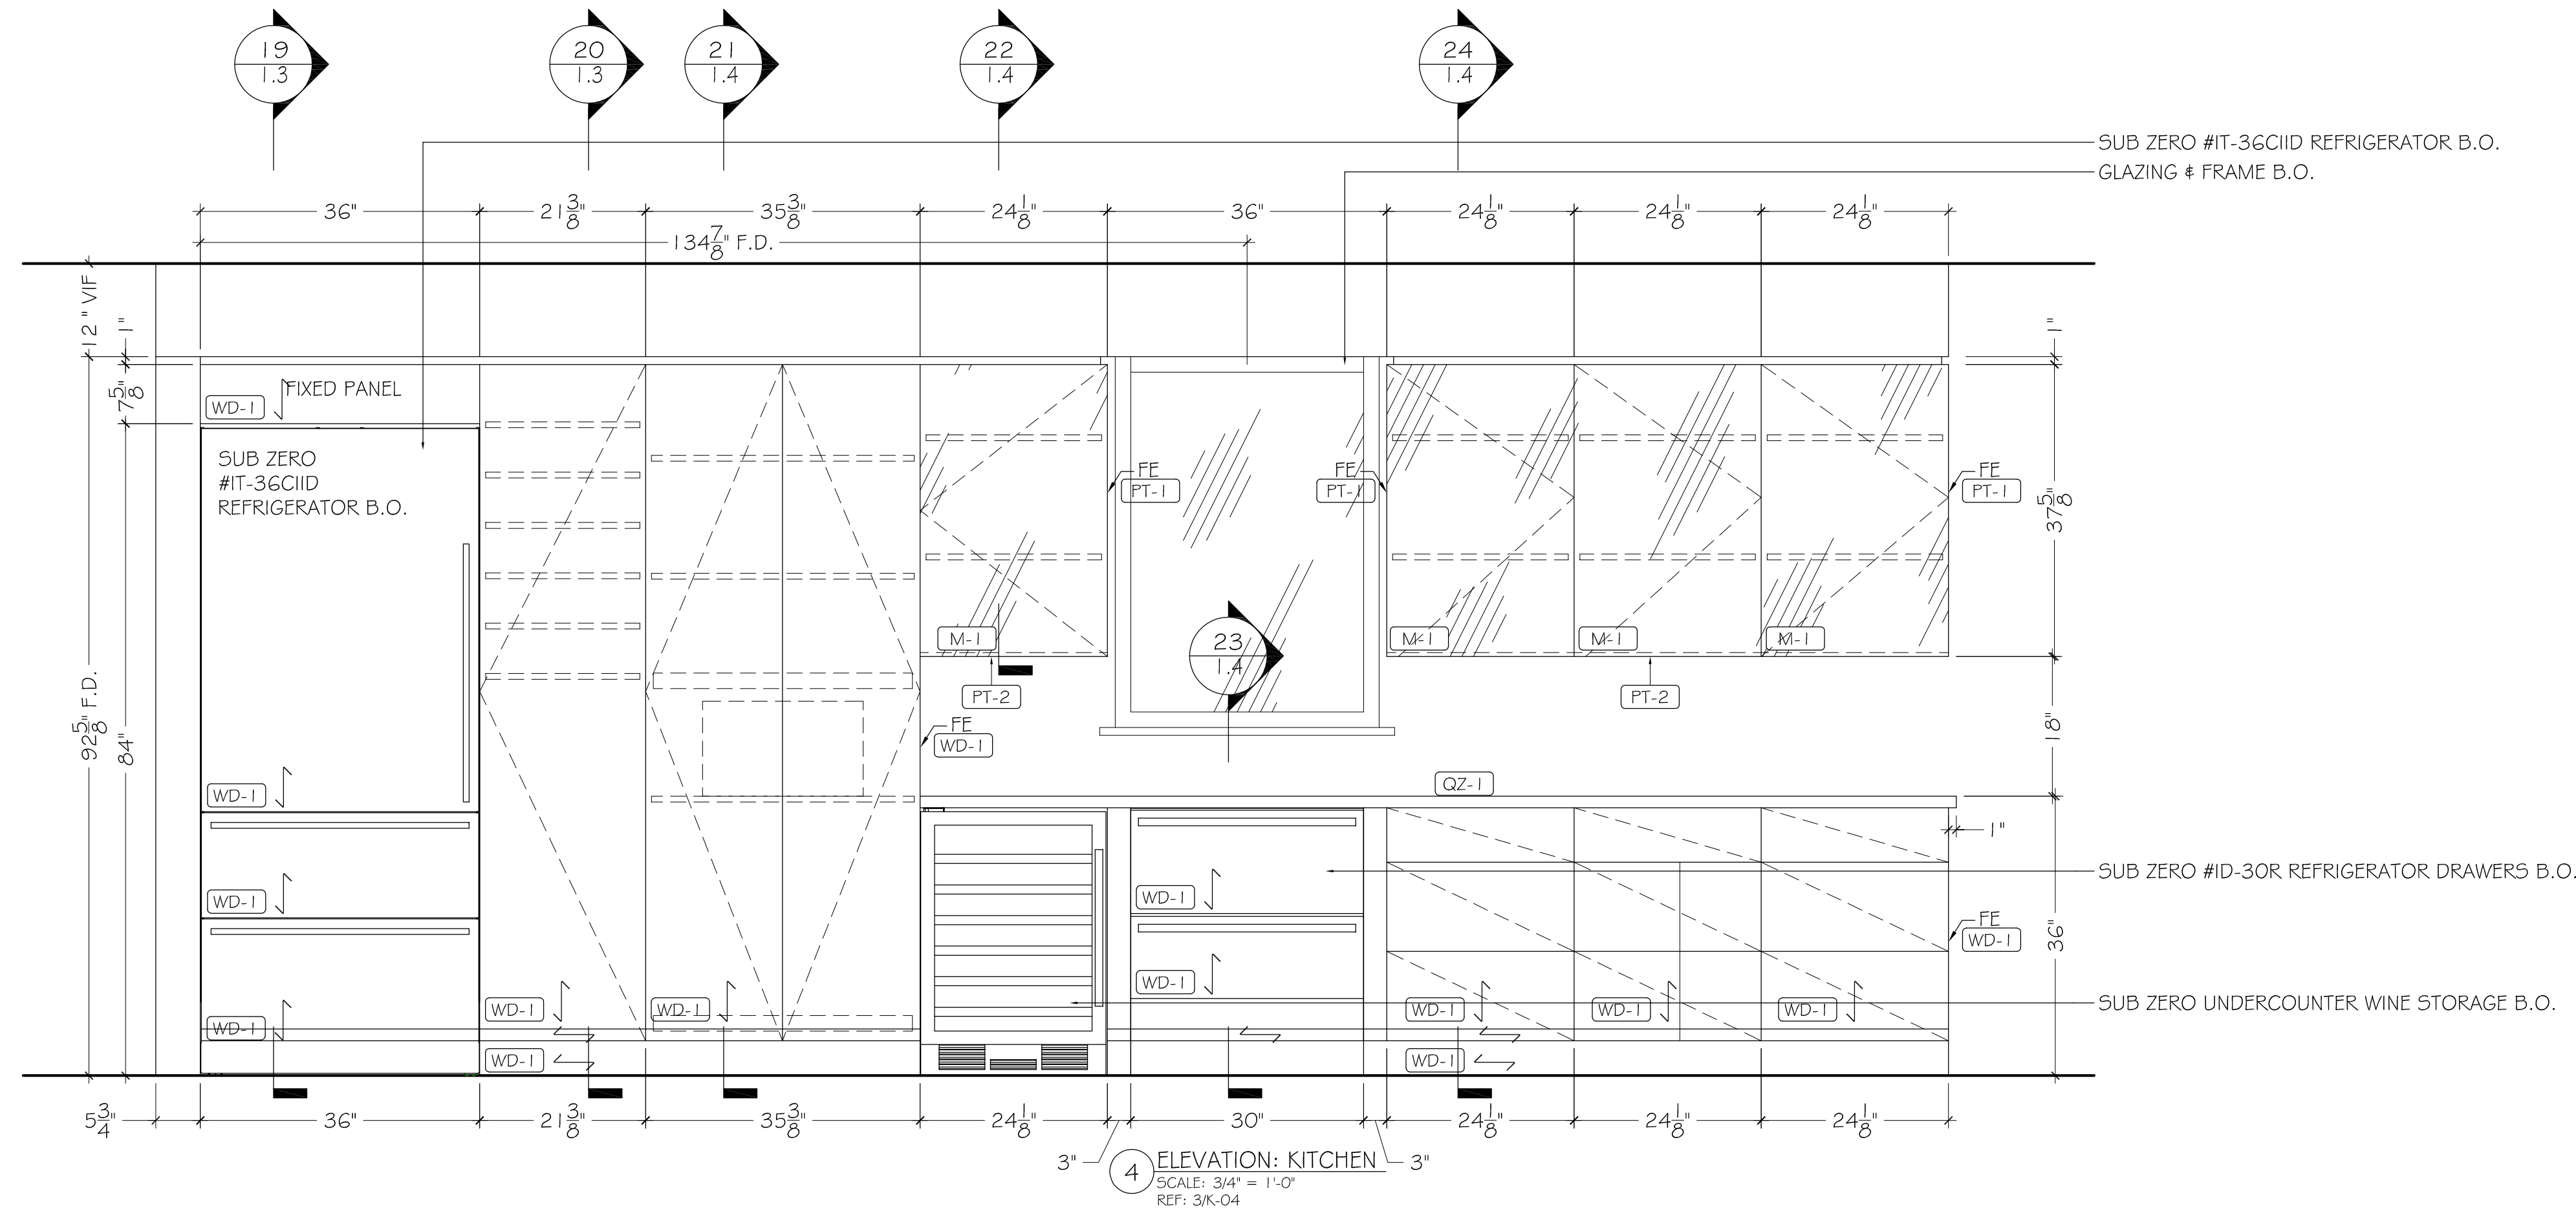 19
1.3
20
1.3
21
1.4
22
1.4
24
1.4
SUB ZERO #IT-36CIID REFRIGERATOR B.O.
GLAZING & FRAME B.O.
36"
21 3/8"
35 3/8"
24 1/8"
36"
24 1/8"
24 1/8"
24 1/8"
134 7/8" F.D.
12" VIF
1"
1"
7 5/8"
FIXED PANEL
WD-1
SUB ZERO
#IT-36CIID
REFRIGERATOR B.O.
FE
PT-1
FE
PT-1
FE
PT-1
37 5/8"
M-1
23
1.4
M-1
M-1
M-1
PT-2
PT-2
92 5/8" F.D.
84"
FE
WD-1
18"
QZ-1
WD-1
1"
SUB ZERO #ID-30R REFRIGERATOR DRAWERS B.O.
WD-1
WD-1
FE
WD-1
36"
WD-1
SUB ZERO UNDERCOUNTER WINE STORAGE B.O.
WD-1
WD-1
WD-1
WD-1
WD-1
WD-1
WD-1
WD-1
5 3/4"
36"
21 3/8"
35 3/8"
24 1/8"
30"
24 1/8"
24 1/8"
24 1/8"
3"
3"
4
ELEVATION: KITCHEN
SCALE: 3/4" = 1'-0"
REF: 3/K-04